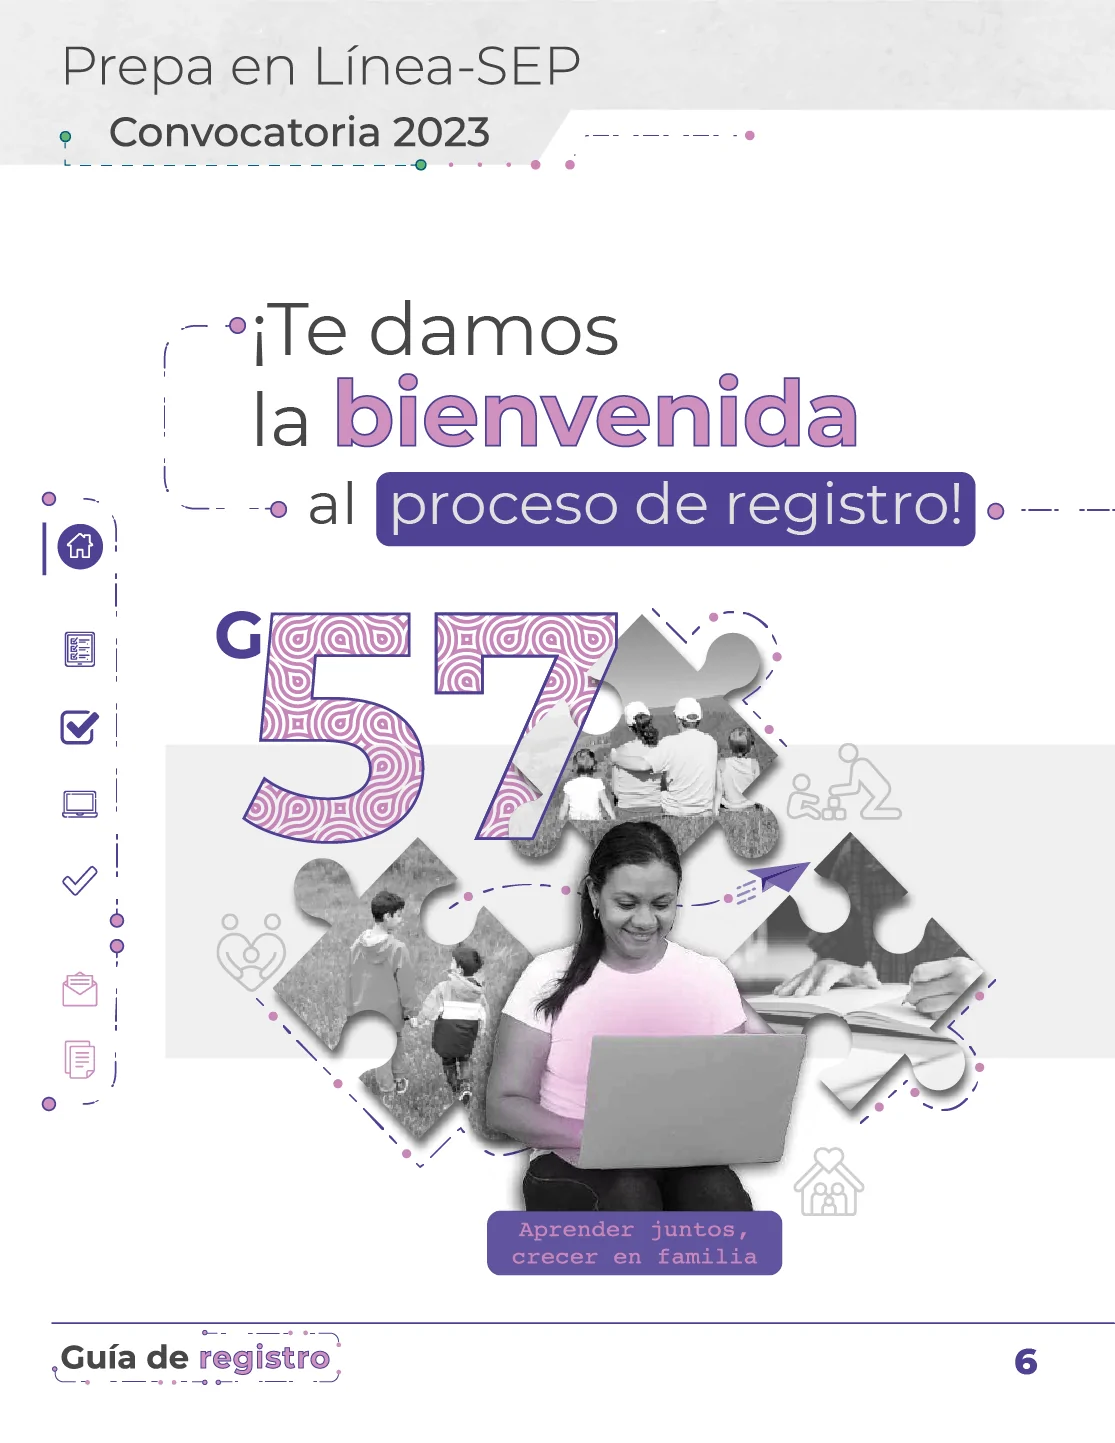 Prepa en Línea-SEP
Convocatoria 2023
¡Te damos
la bienvenida
al proceso de registro!
G57
Aprender juntos,
crecer en familia
Guía de registro
6